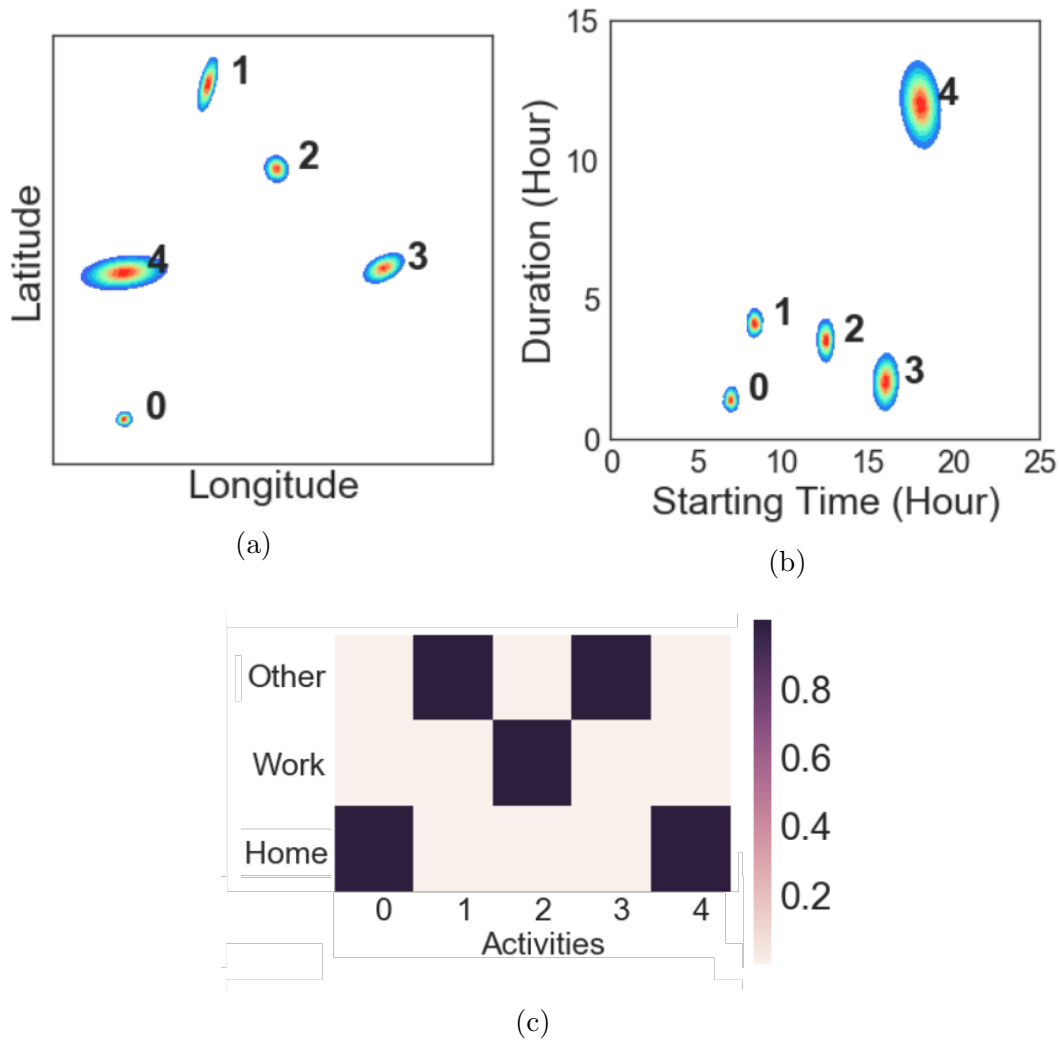 1
2
4
3
0
Latitude
Longitude
(a)
15
10
5
0
4
1
2
3
0
0 5 10 15 20 25
Duration (Hour)
Starting Time (Hour)
(b)
Other
Work
Home
0 1 2 3 4
Activities
0.8
0.6
0.4
0.2
(c)